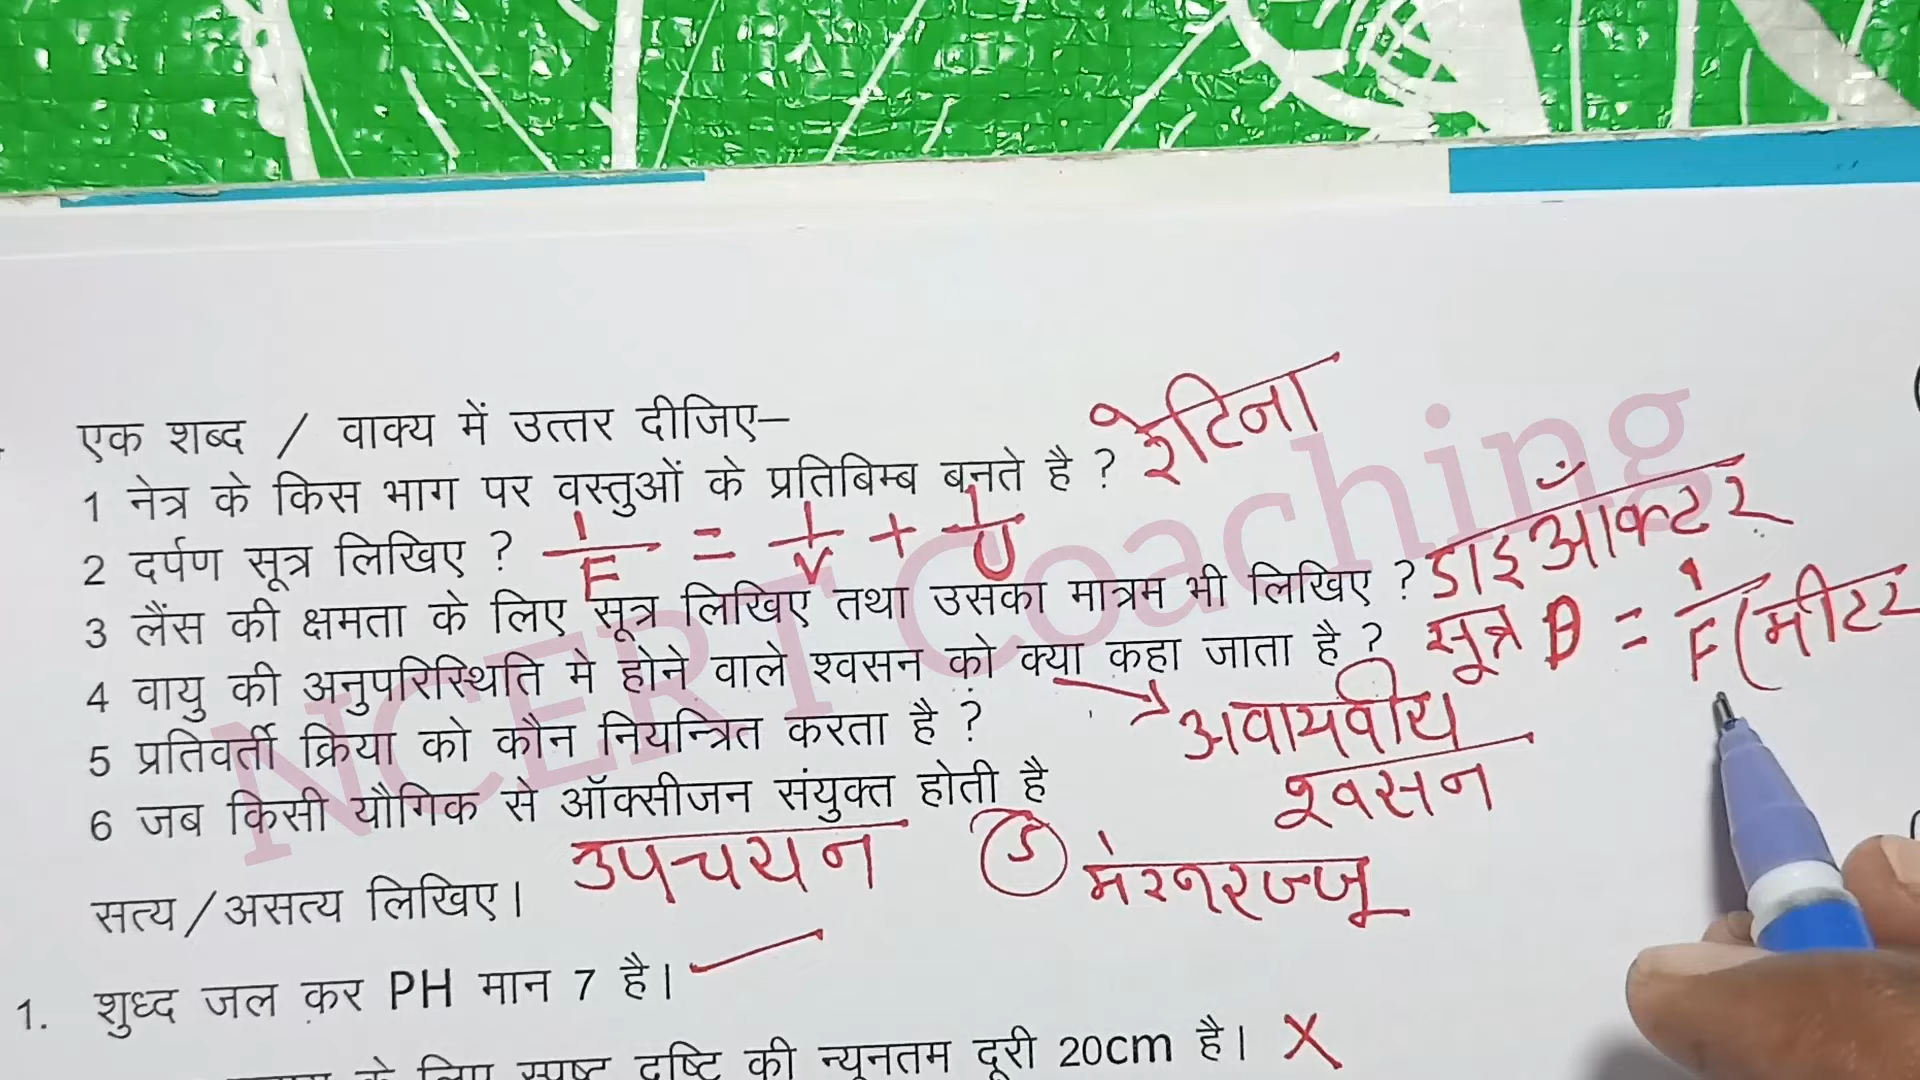 एक शब्द / वाक्य में उत्तर दीजिए–
1 नेत्र के किस भाग पर वस्तुओं के प्रतिबिम्ब बनते है ? रेटिना
2 दर्पण सूत्र लिखिए ? 1/F = 1/V + 1/U
3 लैंस की क्षमता के लिए सूत्र लिखिए तथा उसका मात्रम भी लिखिए ? डाइऑक्टर
सूत्र D = 1/F (मीटर
4 वायु की अनुपरिस्थिति मे होने वाले श्वसन को क्या कहा जाता है ?
अवायवीय
श्वसन
5 प्रतिवर्ती क्रिया को कौन नियन्त्रित करता है ?
6 जब किसी यौगिक से ऑक्सीजन संयुक्त होती है
उपचयन 5 मेरूरज्जू
सत्य/असत्य लिखिए।
1. शुध्द जल कर PH मान 7 है।
के लिए स्पष्ट दृष्टि की न्यूनतम दूरी 20cm है। X
NCERT Coaching